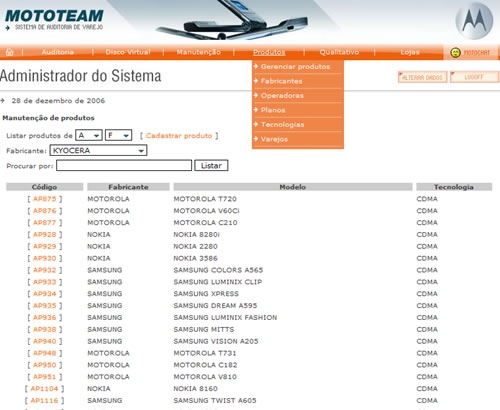 MOTOTEAM
SISTEMA DE AUDITORIA DE VAREJO
Auditoria | Disco Virtual | Manutenção | Produtos | Qualitativo | Lojas MOTOCHAT
Gerenciar produtos
Fabricantes
Operadoras
Planos
Tecnologias
Varejos
Administrador do Sistema
ALTERAR DADOS LOGOFF
28 de dezembro de 2006
Manutenção de produtos
Listar produtos de A F [ Cadastrar produto ]
Fabricante: KYOCERA
Procurar por: Listar
Código Fabricante Modelo Tecnologia
[ AP875 ] MOTOROLA MOTOROLA T720 CDMA
[ AP876 ] MOTOROLA MOTOROLA V60Ci CDMA
[ AP877 ] MOTOROLA MOTOROLA C210 CDMA
[ AP928 ] NOKIA NOKIA 8280i CDMA
[ AP929 ] NOKIA NOKIA 2280 CDMA
[ AP930 ] NOKIA NOKIA 3586 CDMA
[ AP932 ] SAMSUNG SAMSUNG COLORS A565 CDMA
[ AP933 ] SAMSUNG SAMSUNG LUMINIX CLIP CDMA
[ AP934 ] SAMSUNG SAMSUNG XPRESS CDMA
[ AP935 ] SAMSUNG SAMSUNG DREAM A595 CDMA
[ AP936 ] SAMSUNG SAMSUNG LUMINIX FASHION CDMA
[ AP938 ] SAMSUNG SAMSUNG MITTS CDMA
[ AP940 ] SAMSUNG SAMSUNG VISION A205 CDMA
[ AP948 ] MOTOROLA MOTOROLA T731 CDMA
[ AP950 ] MOTOROLA MOTOROLA C182 CDMA
[ AP951 ] MOTOROLA MOTOROLA V810 CDMA
[ AP1104 ] NOKIA NOKIA 8160 CDMA
[ AP1116 ] SAMSUNG SAMSUNG TWIST A605 CDMA